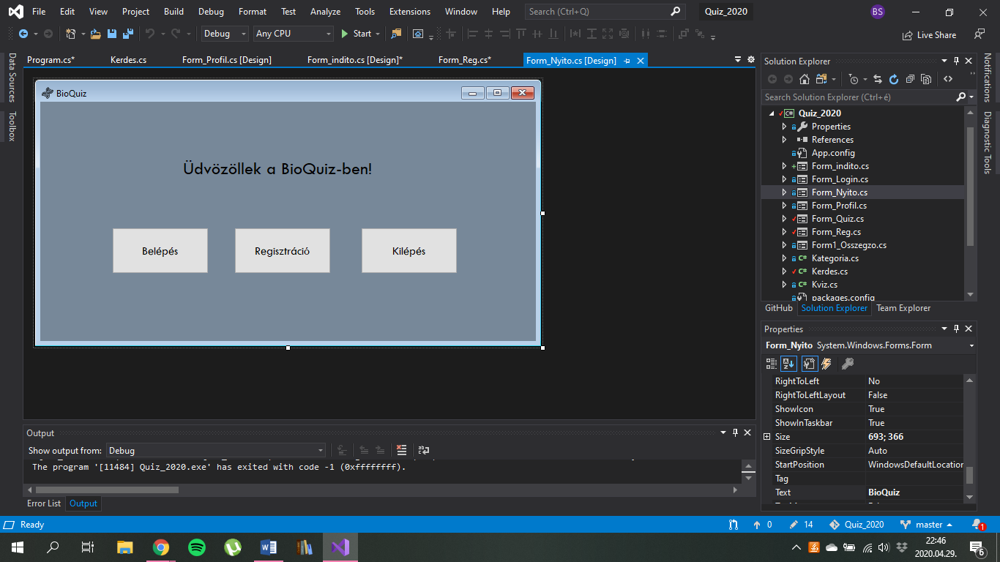 File Edit View Project Build Debug Format Test Analyze Tools Extensions Window Help Search (Ctrl+Q) Quiz_2020 BS
Debug Any CPU Start Live Share
Program.cs* Kerdes.cs Form_Profil.cs [Design] Form_indito.cs [Design]* Form_Reg.cs* Form_Nyito.cs [Design]
Data Sources
Toolbox
BioQuiz
Üdvözöllek a BioQuiz-ben!
Belépés Regisztráció Kilépés
Solution Explorer
Search Solution Explorer (Ctrl+é)
Quiz_2020
Properties
References
App.config
Form_indito.cs
Form_Login.cs
Form_Nyito.cs
Form_Profil.cs
Form_Quiz.cs
Form_Reg.cs
Form1_Osszegzo.cs
Kategoria.cs
Kerdes.cs
Kviz.cs
packages.config
GitHub Solution Explorer Team Explorer
Notifications
Diagnostic Tools
Properties
Form_Nyito System.Windows.Forms.Form
RightToLeft No
RightToLeftLayout False
ShowIcon True
ShowInTaskbar True
Size 693; 366
SizeGripStyle Auto
StartPosition WindowsDefaultLocation
Tag
Text BioQuiz
Output
Show output from: Debug
The program '[11484] Quiz_2020.exe' has exited with code -1 (0xffffffff).
Error List Output
Ready 0 14 Quiz_2020 master 1
22:46
2020.04.29. 6